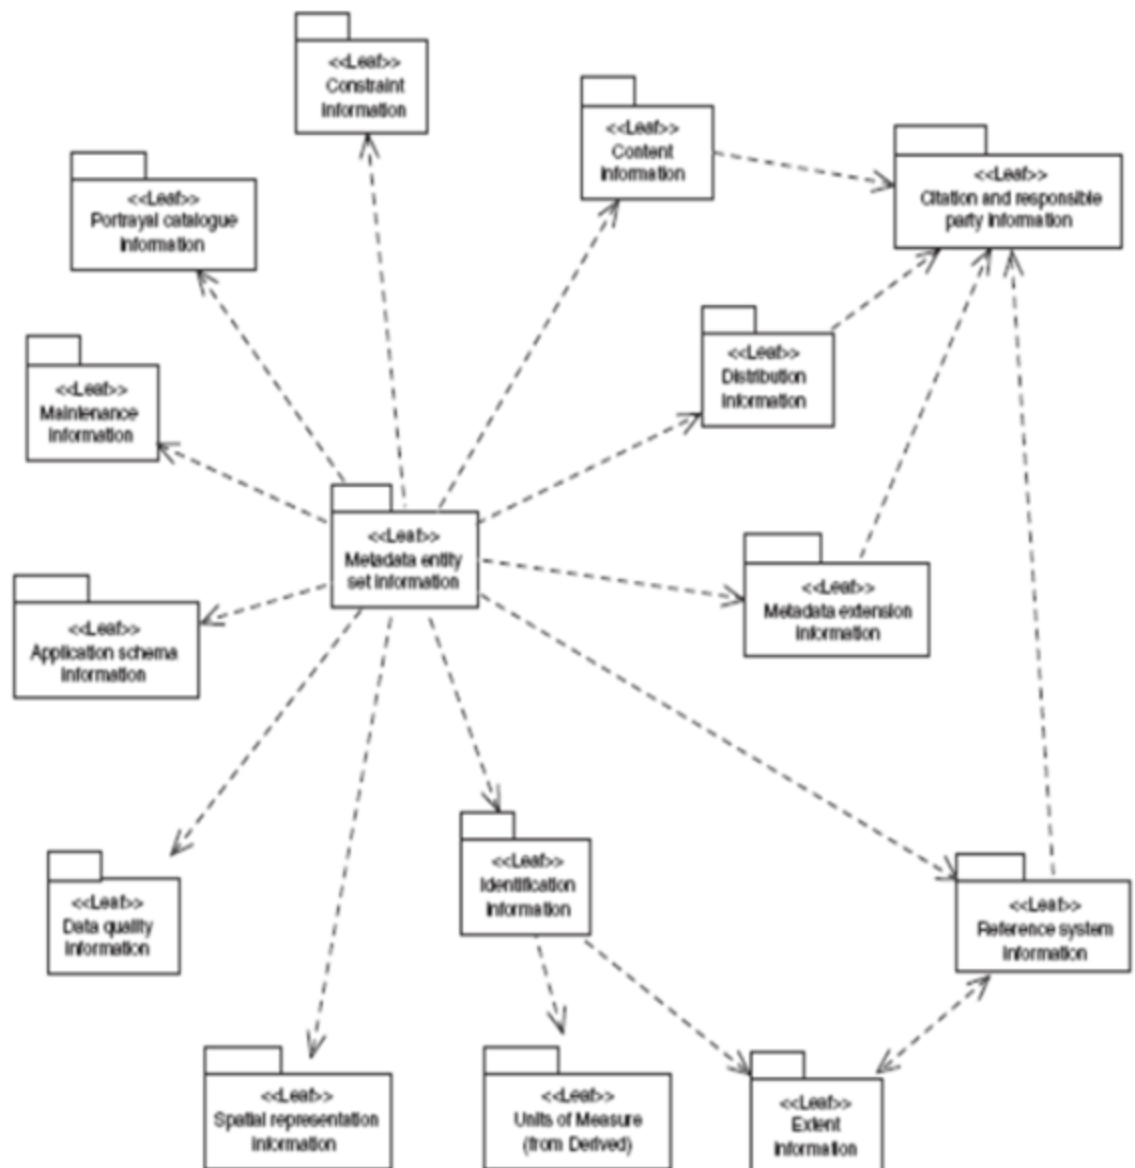 <<Leaf>>
Constraint
information
<<Leaf>>
Content
information
<<Leaf>>
Citation and responsible
party information
<<Leaf>>
Portrayal catalogue
information
<<Leaf>>
Distribution
information
<<Leaf>>
Maintenance
information
<<Leaf>>
Metadata entity
set information
<<Leaf>>
Metadata extension
information
<<Leaf>>
Application schema
information
<<Leaf>>
Identification
information
<<Leaf>>
Data quality
information
<<Leaf>>
Reference system
information
<<Leaf>>
Spatial representation
information
<<Leaf>>
Units of Measure
(from Derived)
<<Leaf>>
Extent
information